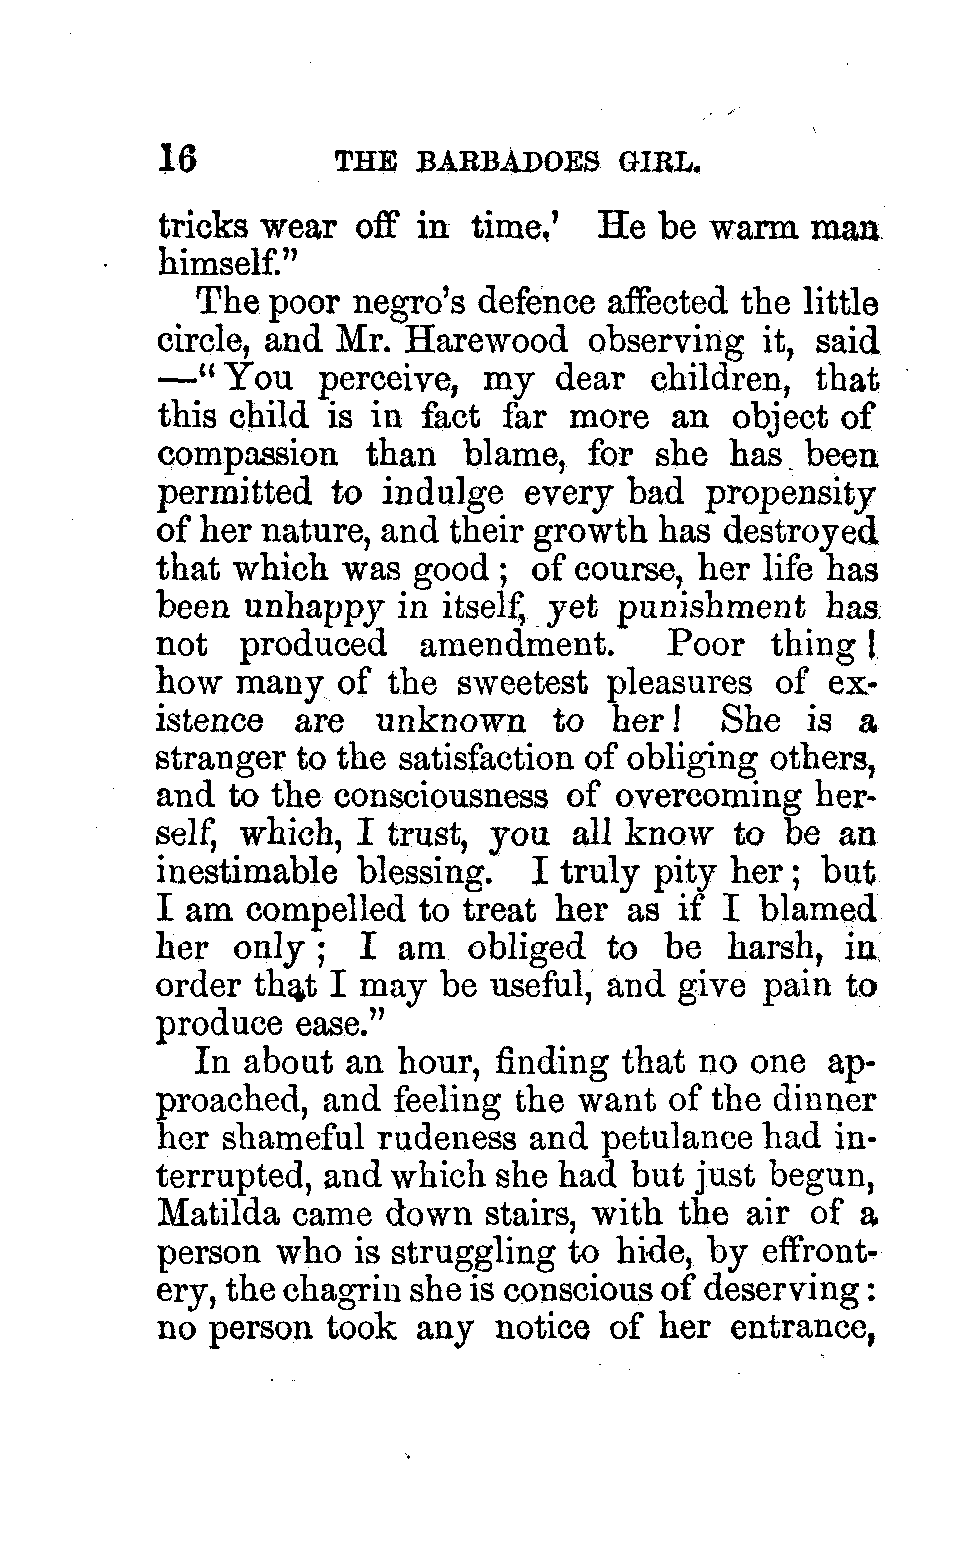 16 THE BARBADOES GIRL.
tricks wear off in time,' He be warm man
himself."
The poor negro's defence affected the little
circle, and Mr. Harewood observing it, said
—"You perceive, my dear children, that
this child is in fact far more an object of
compassion than blame, for she has been
permitted to indulge every bad propensity
of her nature, and their growth has destroyed
that which was good; of course, her life has
been unhappy in itself, yet punishment has
not produced amendment. Poor thing!
how many of the sweetest pleasures of ex-
istence are unknown to her! She is a
stranger to the satisfaction of obliging others,
and to the consciousness of overcoming her-
self, which, I trust, you all know to be an
inestimable blessing. I truly pity her; but
I am compelled to treat her as if I blamed
her only; I am obliged to be harsh, in
order that I may be useful, and give pain to
produce ease."
In about an hour, finding that no one ap-
proached, and feeling the want of the dinner
her shameful rudeness and petulance had in-
terrupted, and which she had but just begun,
Matilda came down stairs, with the air of a
person who is struggling to hide, by effront-
ery, the chagrin she is conscious of deserving:
no person took any notice of her entrance,